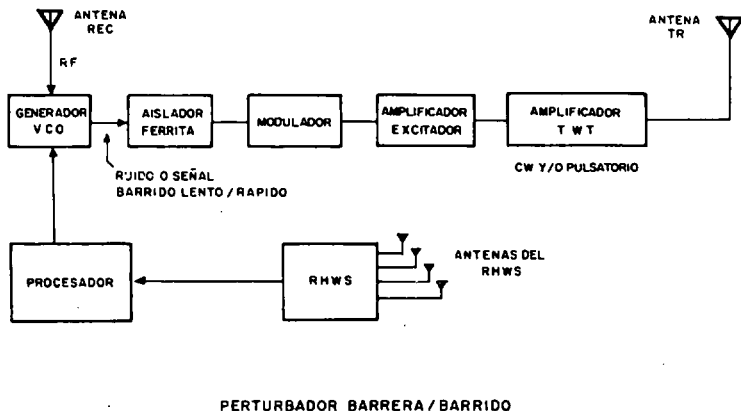 ANTENA
REC
ANTENA
TR
RF
GENERADOR
VCO
AISLADOR
FERRITA
MODULADOR
AMPLIFICADOR
EXCITADOR
AMPLIFICADOR
TWT
RUIDO O SEÑAL
BARRIDO LENTO/RAPIDO
CW Y/O PULSATORIO
PROCESADOR
RHWS
ANTENAS DEL
RHWS
PERTURBADOR BARRERA/BARRIDO